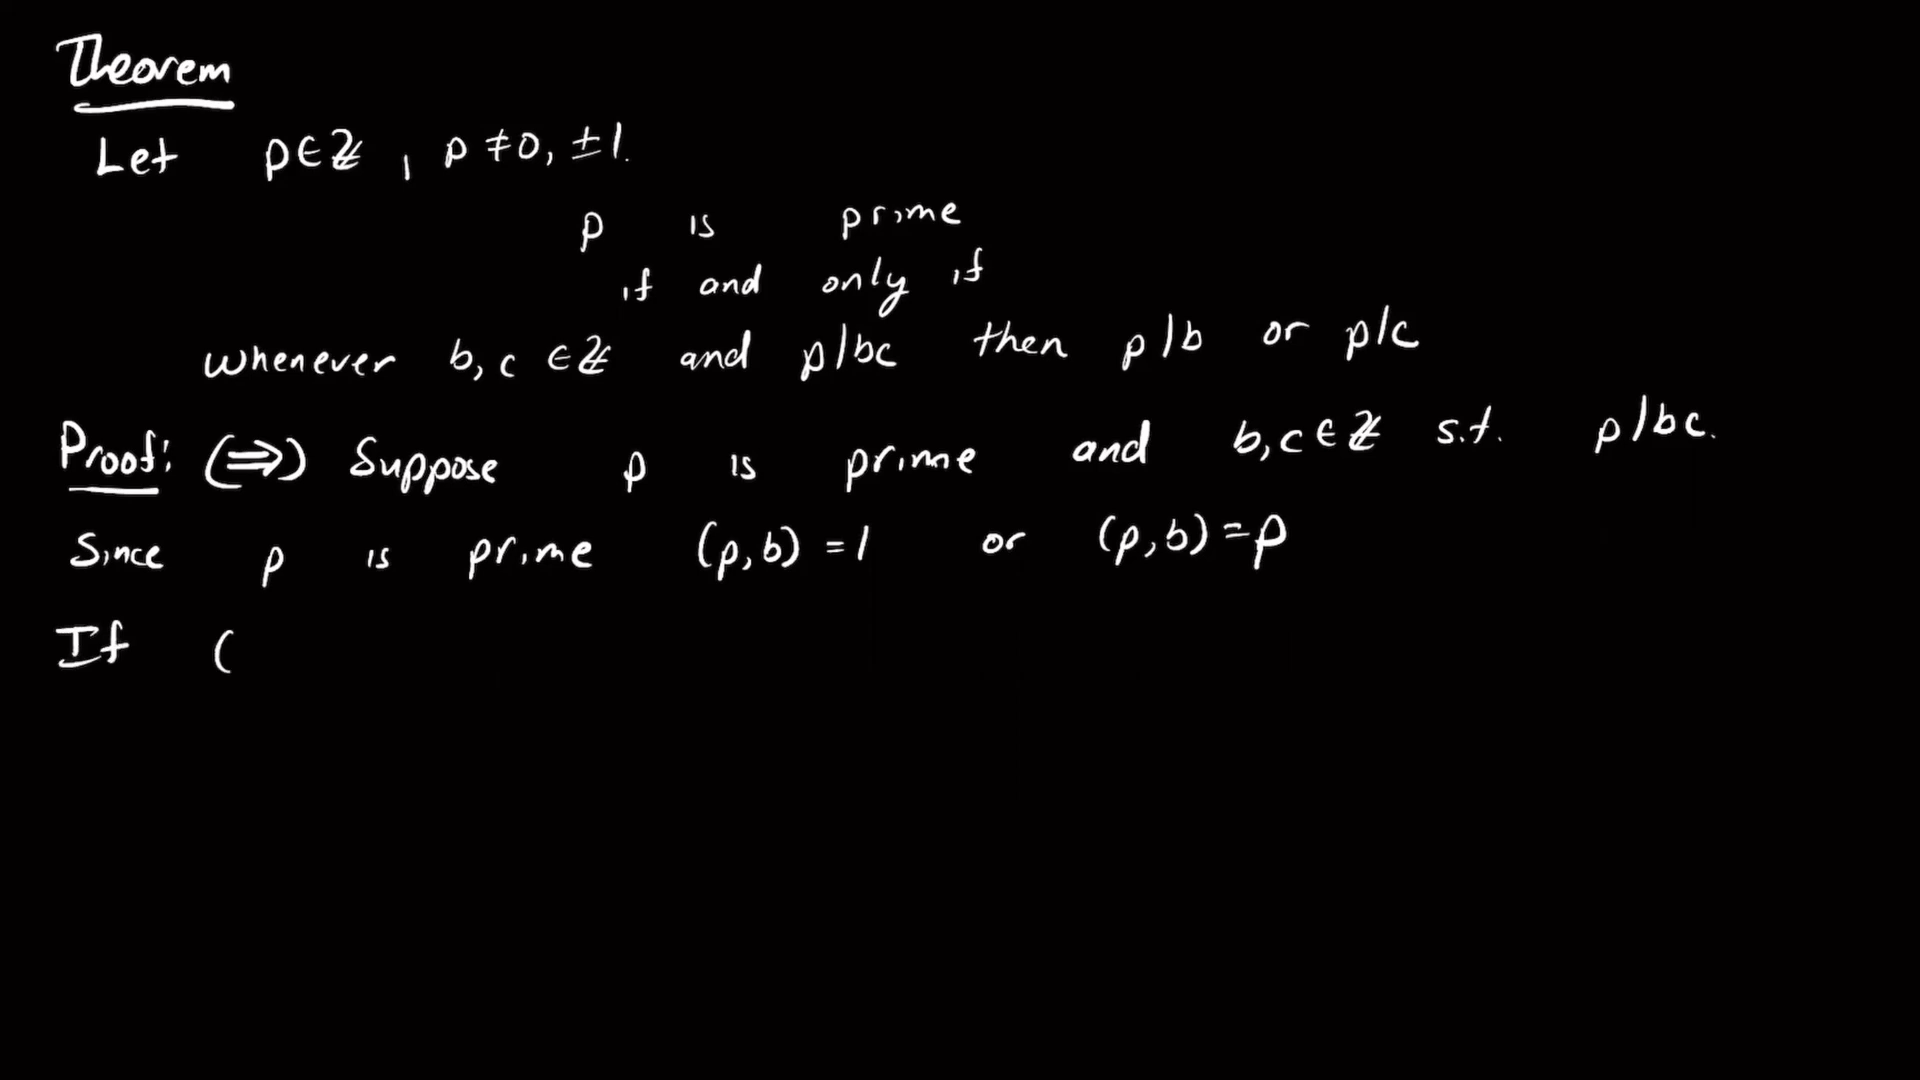 Theorem
Let p∈ℤ, p≠0, ±1.
p is prime
if and only if
whenever b, c ∈ℤ and p|bc then p|b or p|c
Proof: (⇒) Suppose p is prime and b,c∈ℤ s.t. p|bc.
Since p is prime (p,b)=1 or (p,b)=p
If (